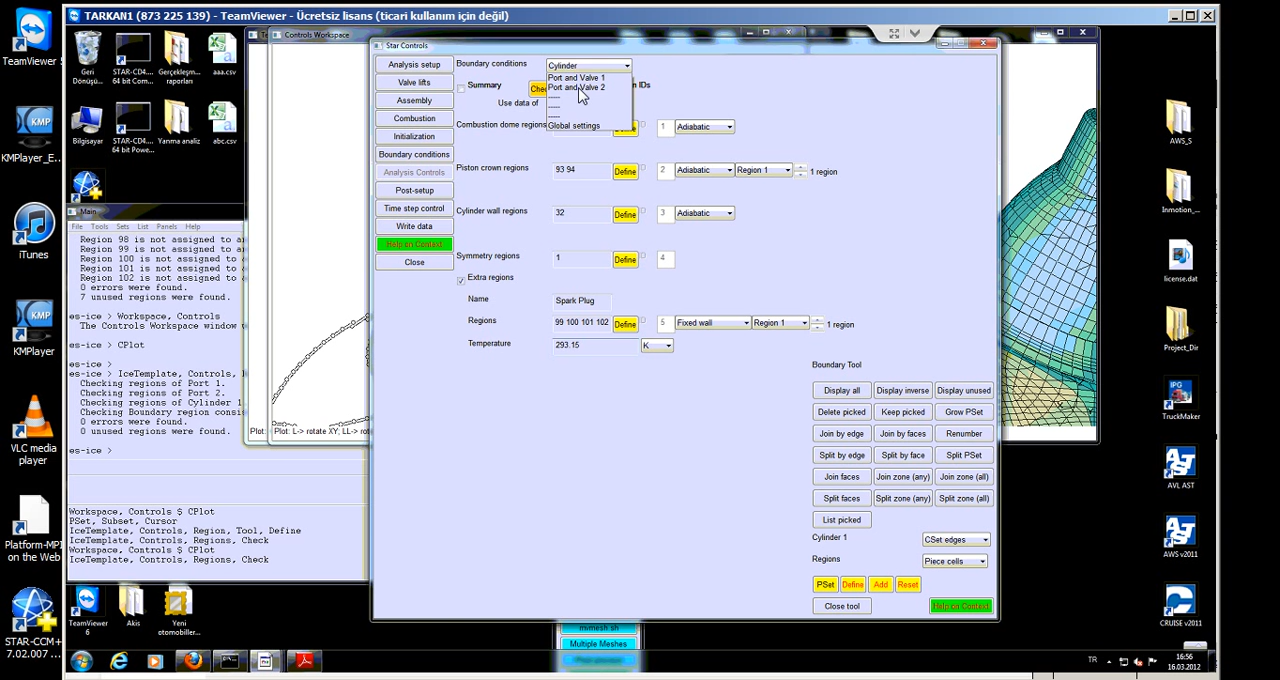 TARKAN1 (873 225 139) - TeamViewer - Ücretsiz lisans (ticari kullanım için değil)
TeamViewer
KMPlayer_E...
iTunes
KMPlayer
VLC media
player
Platform-MPI
on the Web
STAR-CCM+
7.02.007 ...
Geri
Dönüşü...
STAR-CD4...
64 bit Com...
Gerçekleşm...
raporları
aaa.csv
Bilgisayar
STAR-CD4...
64 bit Powe...
Yanma analiz
abc.csv
Controls Workspace
Main
File Tools Sets List Panels Help
Region 98 is not assigned to a
Region 99 is not assigned to a
Region 100 is not assigned to
Region 101 is not assigned to
Region 102 is not assigned to
0 errors were found.
7 unused regions were found.
es-ice > Workspace, Controls
The Controls Workspace window
es-ice > CPlot
es-ice >
es-ice > IceTemplate, Controls,
Checking regions of Port 1.
Checking regions of Port 2.
Checking regions of Cylinder 1
Checking Boundary region consi
0 errors were found.
0 unused regions were found.
es-ice >
Workspace, Controls $ CPlot
PSet, Subset, Cursor
IceTemplate, Controls, Region, Tool, Define
IceTemplate, Controls, Regions, Check
Workspace, Controls $ CPlot
IceTemplate, Controls, Regions, Check
Plot:
Plot: L-> rotate XY; LL-> rot
Star Controls
Analysis setup
Valve lifts
Assembly
Combustion
Initialization
Boundary conditions
Analysis Controls
Post-setup
Time step control
Write data
Help on Context
Close
Boundary conditions Cylinder
Port and Valve 1
Port and Valve 2
-----
-----
-----
Global settings
Summary IDs
Use data of
Combustion dome regions 1 Adiabatic
Piston crown regions 93 94 Define 2 Adiabatic Region 1 1 region
Cylinder wall regions 32 Define 3 Adiabatic
Symmetry regions 1 Define 4
Extra regions
Name Spark Plug
Regions 99 100 101 102 Define 5 Fixed wall Region 1 1 region
Temperature 293.15 K
Boundary Tool
Display all Display inverse Display unused
Delete picked Keep picked Grow PSet
Join by edge Join by faces Renumber
Split by edge Split by face Split PSet
Join faces Join zone (any) Join zone (all)
Split faces Split zone (any) Split zone (all)
List picked
Cylinder 1 CSet edges
Regions Piece cells
PSet Define Add Reset
Close tool Help on Context
mimesh.sh
Multiple Meshes
AWS_S
Inmotion_...
license.dat
Project_Dir
TruckMaker
AVL AST
AWS v2011
CRUISE v2011
TeamViewer
6
Akis
Yeni
otomobiller...
TR
16:56
16.03.2012